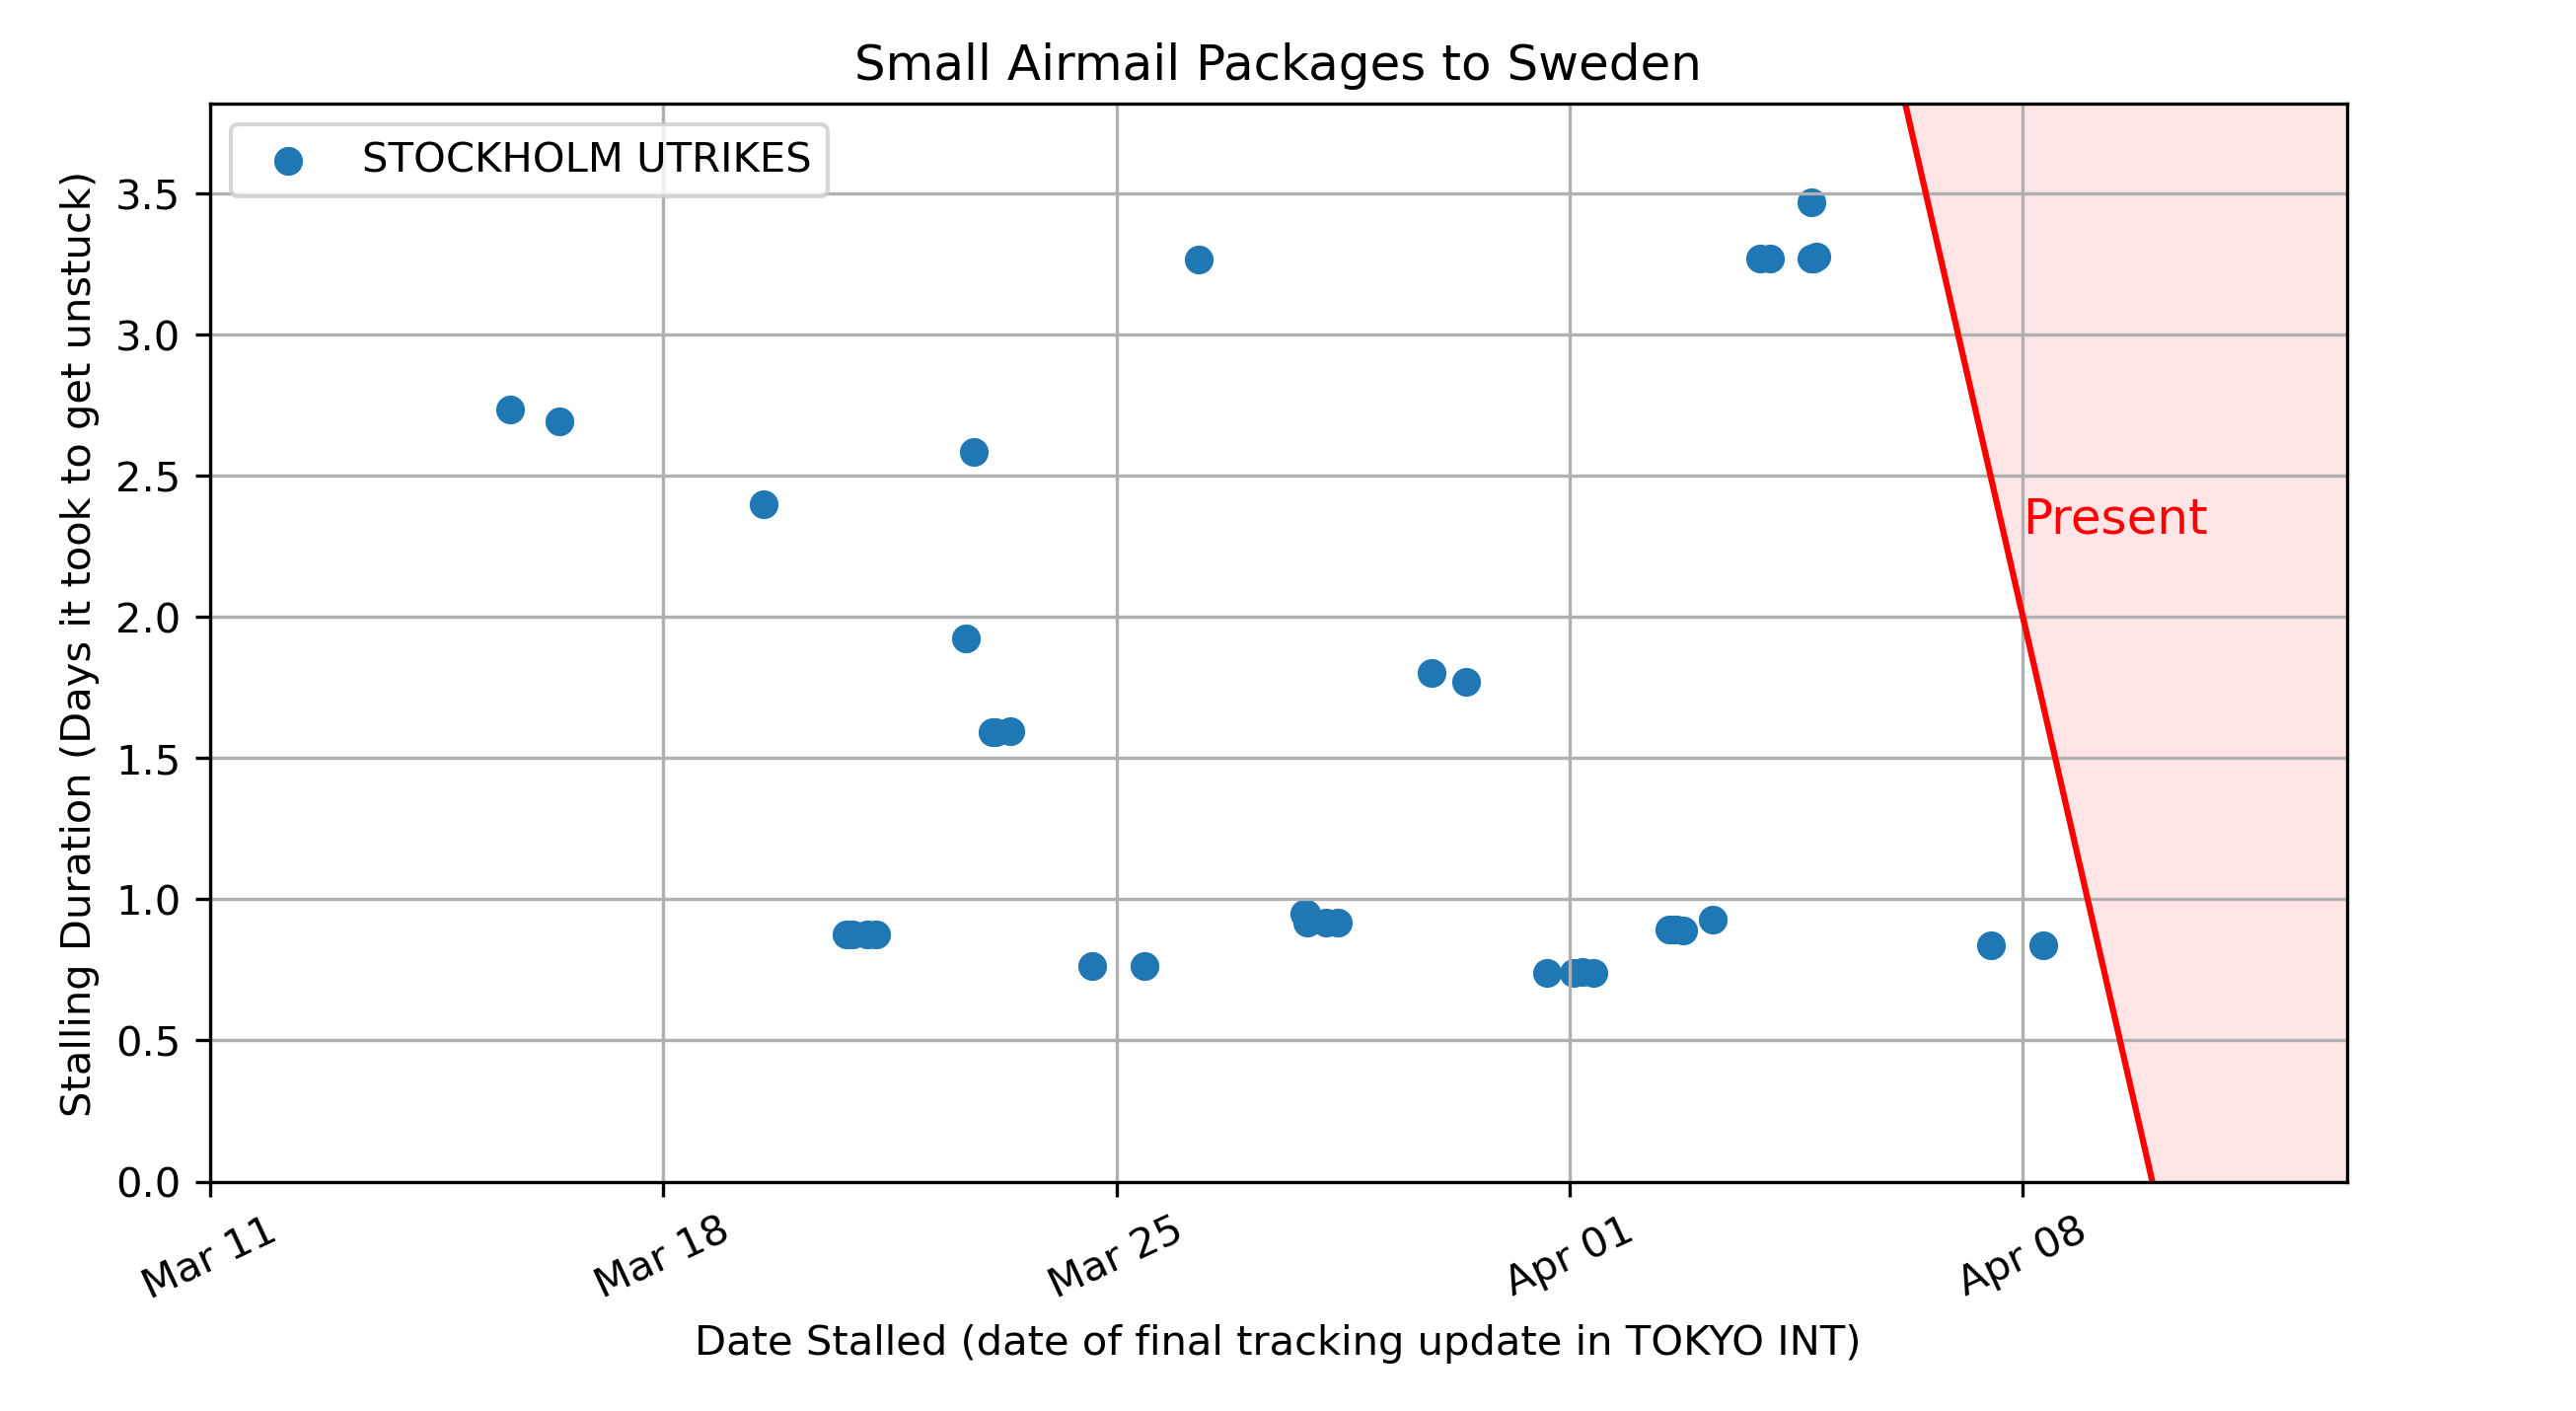 Small Airmail Packages to Sweden
STOCKHOLM UTRIKES
Stalling Duration (Days it took to get unstuck)
3.5
3.0
2.5
2.0
1.5
1.0
0.5
0.0
Present
Mar 11
Mar 18
Mar 25
Apr 01
Apr 08
Date Stalled (date of final tracking update in TOKYO INT)